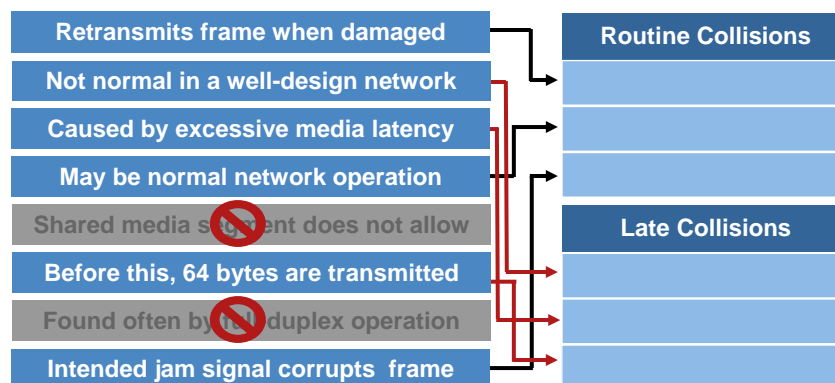 Retransmits frame when damaged
Not normal in a well-design network
Caused by excessive media latency
May be normal network operation
Shared media segment does not allow
Before this, 64 bytes are transmitted
Found often by full duplex operation
Intended jam signal corrupts frame
Routine Collisions
Late Collisions